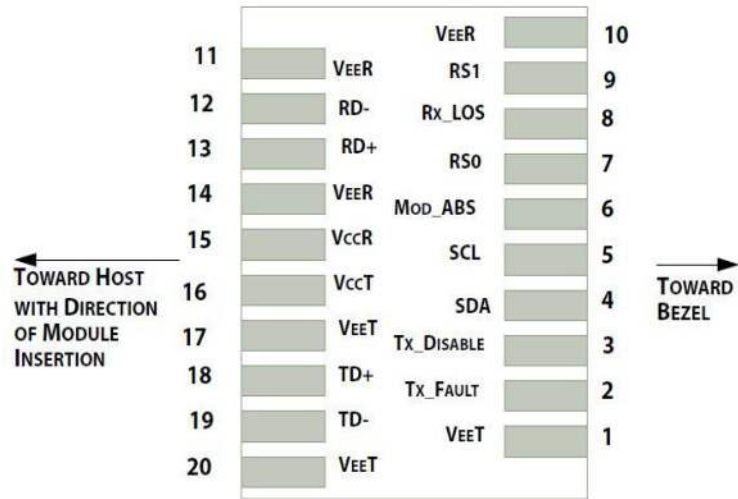 11 VEER
12 RD-
13 RD+
14 VEER
15 VCCR
16 VCCT
17 VEET
18 TD+
19 TD-
20 VEET
VEER 10
RS1 9
RX_LOS 8
RS0 7
MOD_ABS 6
SCL 5
SDA 4
TX_DISABLE 3
TX_FAULT 2
VEET 1
TOWARD HOST
WITH DIRECTION
OF MODULE
INSERTION
TOWARD
BEZEL